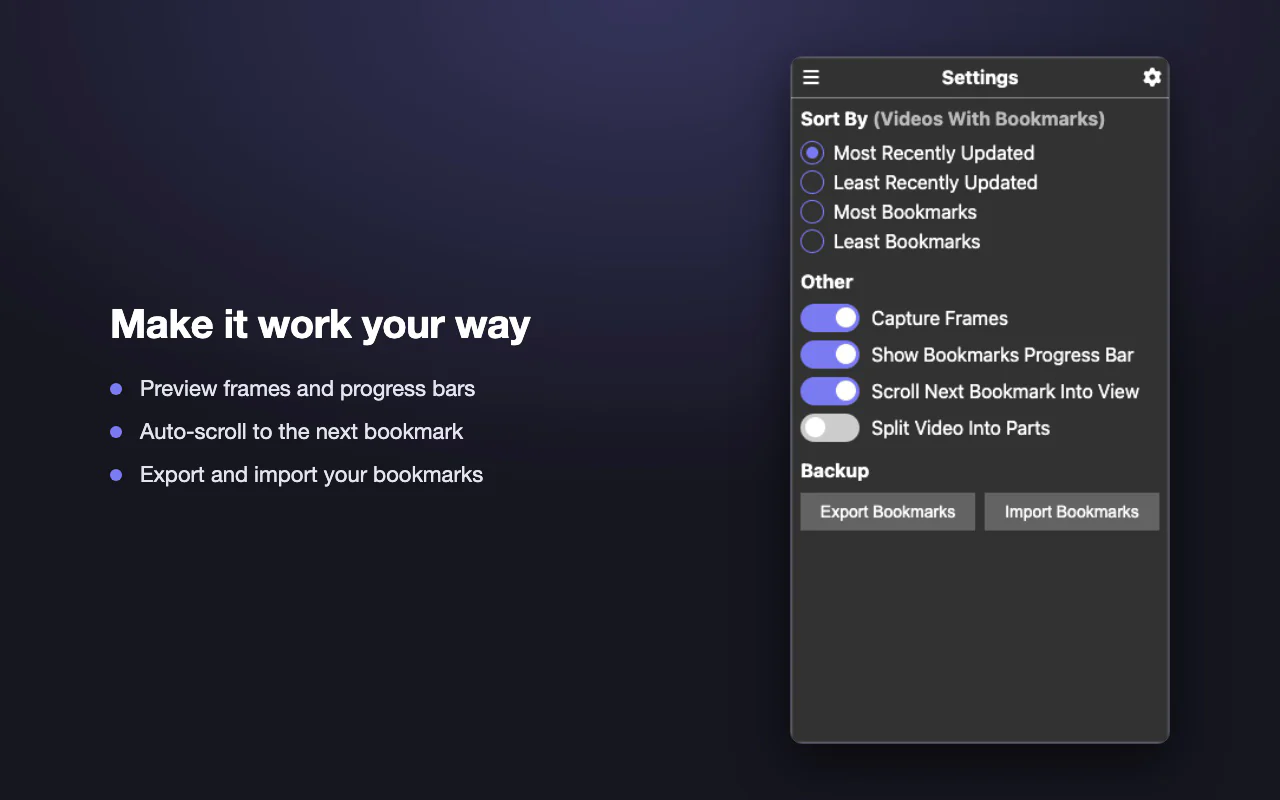 Make it work your way
Preview frames and progress bars
Auto-scroll to the next bookmark
Export and import your bookmarks
Settings
Sort By (Videos With Bookmarks)
Most Recently Updated
Least Recently Updated
Most Bookmarks
Least Bookmarks
Other
Capture Frames
Show Bookmarks Progress Bar
Scroll Next Bookmark Into View
Split Video Into Parts
Backup
Export Bookmarks
Import Bookmarks